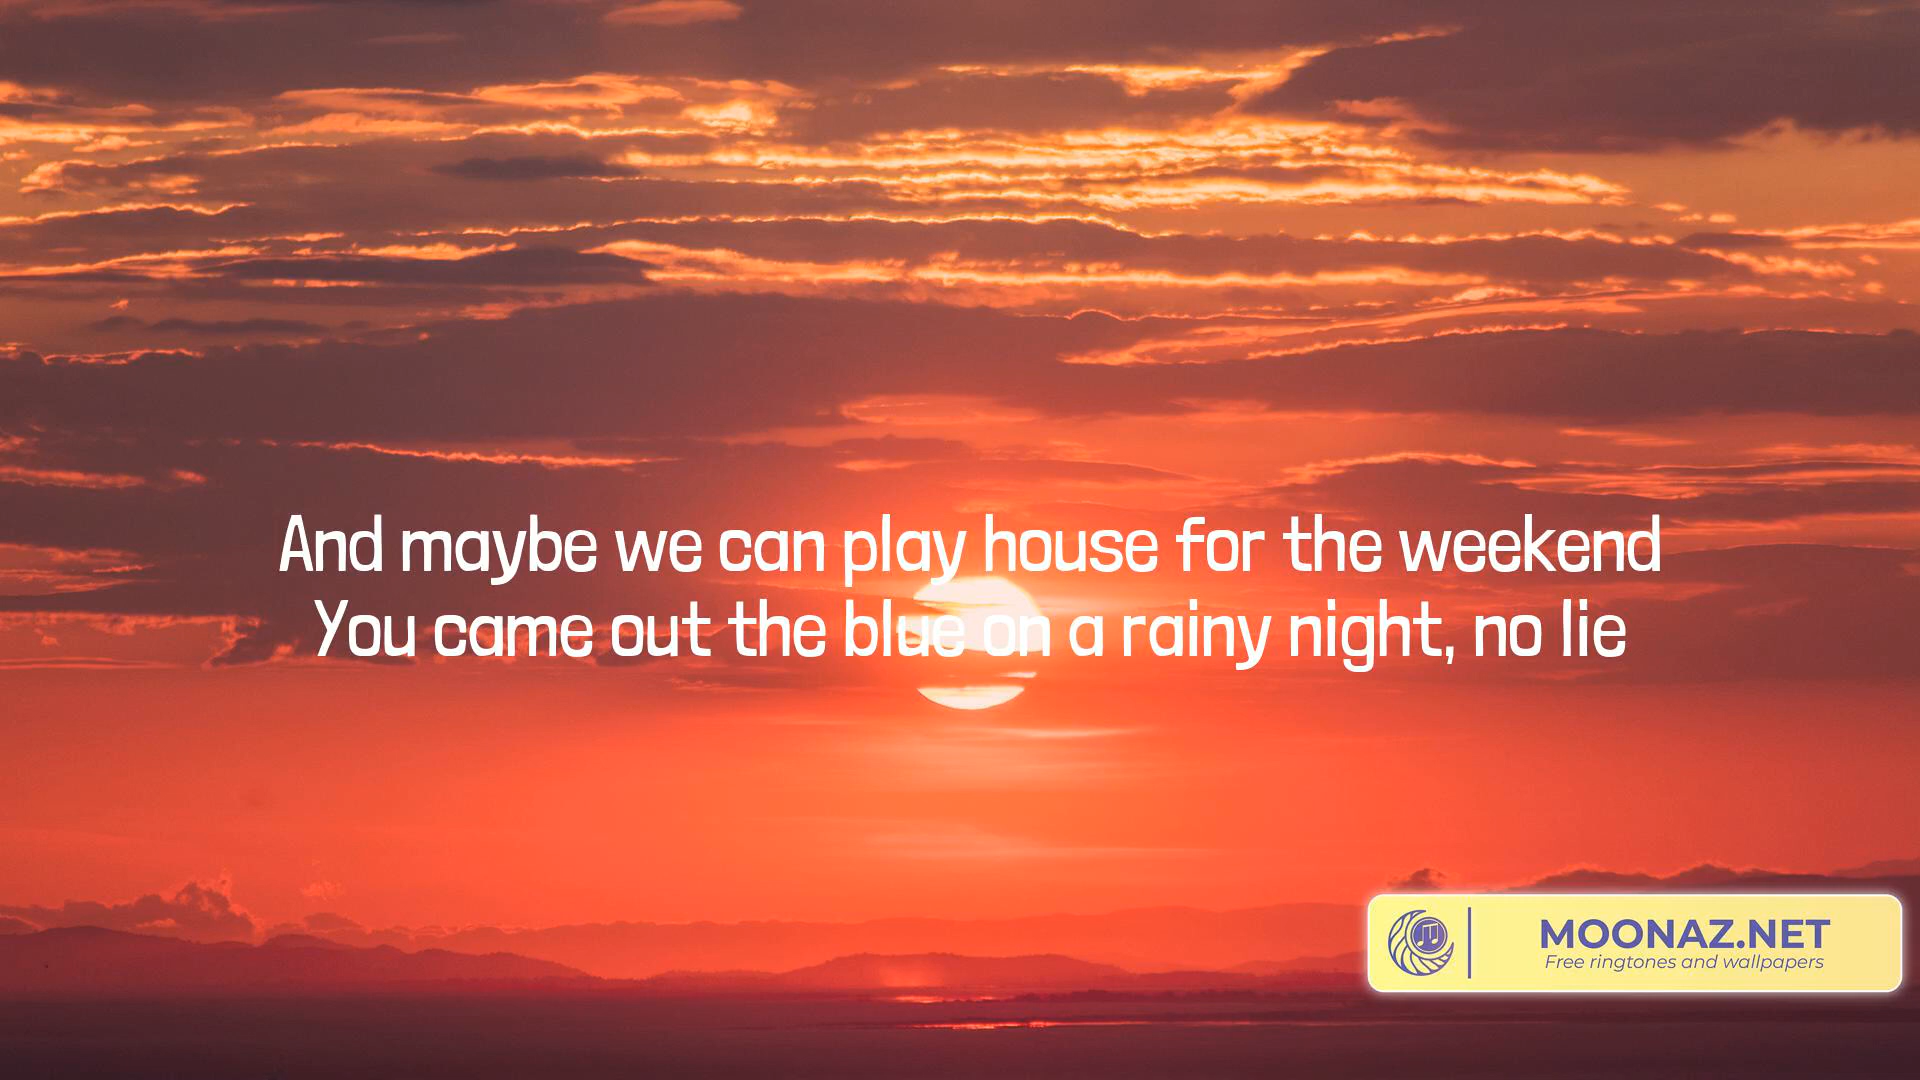 And maybe we can play house for the weekend
You came out the blue on a rainy night, no lie
MOONAZ.NET
Free ringtones and wallpapers